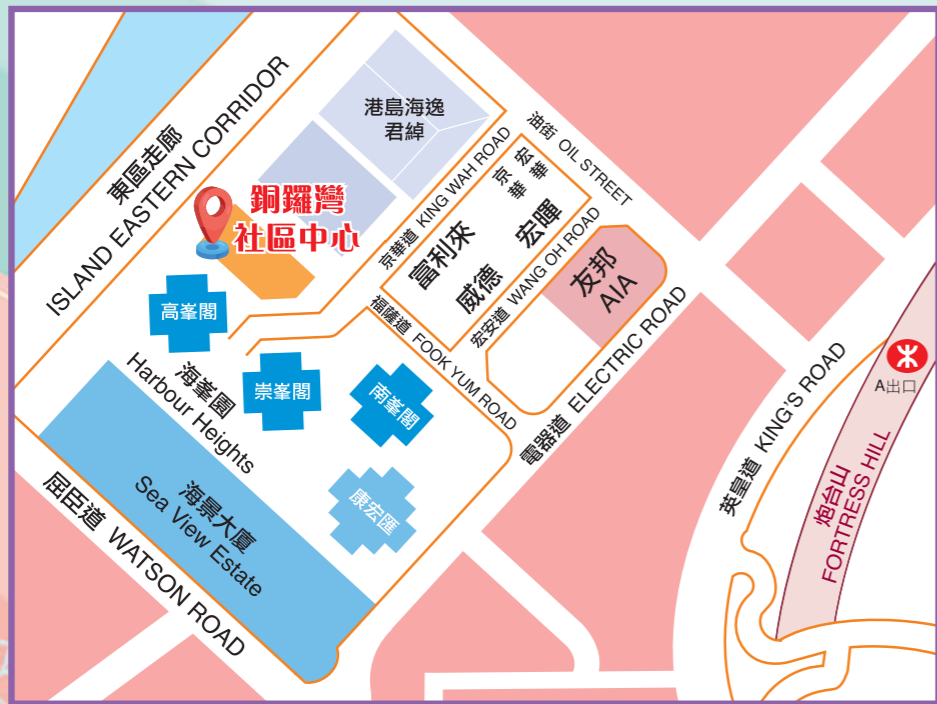 港島海逸
君綽
油街 OIL STREET
東區走廊
ISLAND EASTERN CORRIDOR
京華道 KING WAH ROAD
宏華
京華
銅鑼灣
社區中心
富利來
宏暉
威德
宏安道 WANG OH ROAD
友邦
AIA
高峯閣
福薩道 FOOK YUM ROAD
電器道 ELECTRIC ROAD
海峯園
Harbour Heights
崇峯閣
南峯閣
英皇道 KING'S ROAD
A出口
炮台山
FORTRESS HILL
海景大廈
Sea View Estate
康宏匯
屈臣道 WATSON ROAD